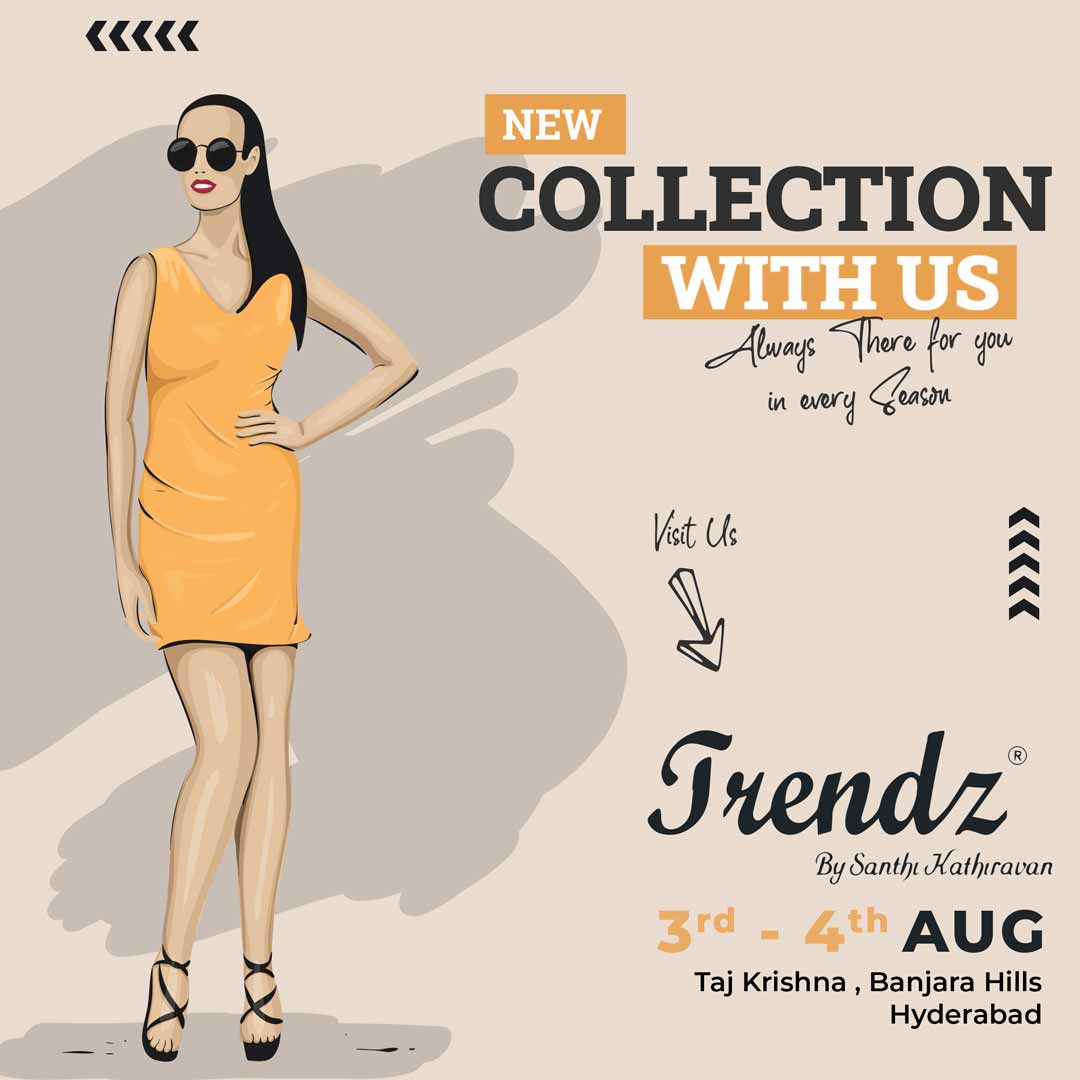 NEW
COLLECTION
WITH US
Always There for you
in every Season
Visit Us
Trendz®
By Santhi Kathiravan
3rd - 4th AUG
Taj Krishna , Banjara Hills
Hyderabad